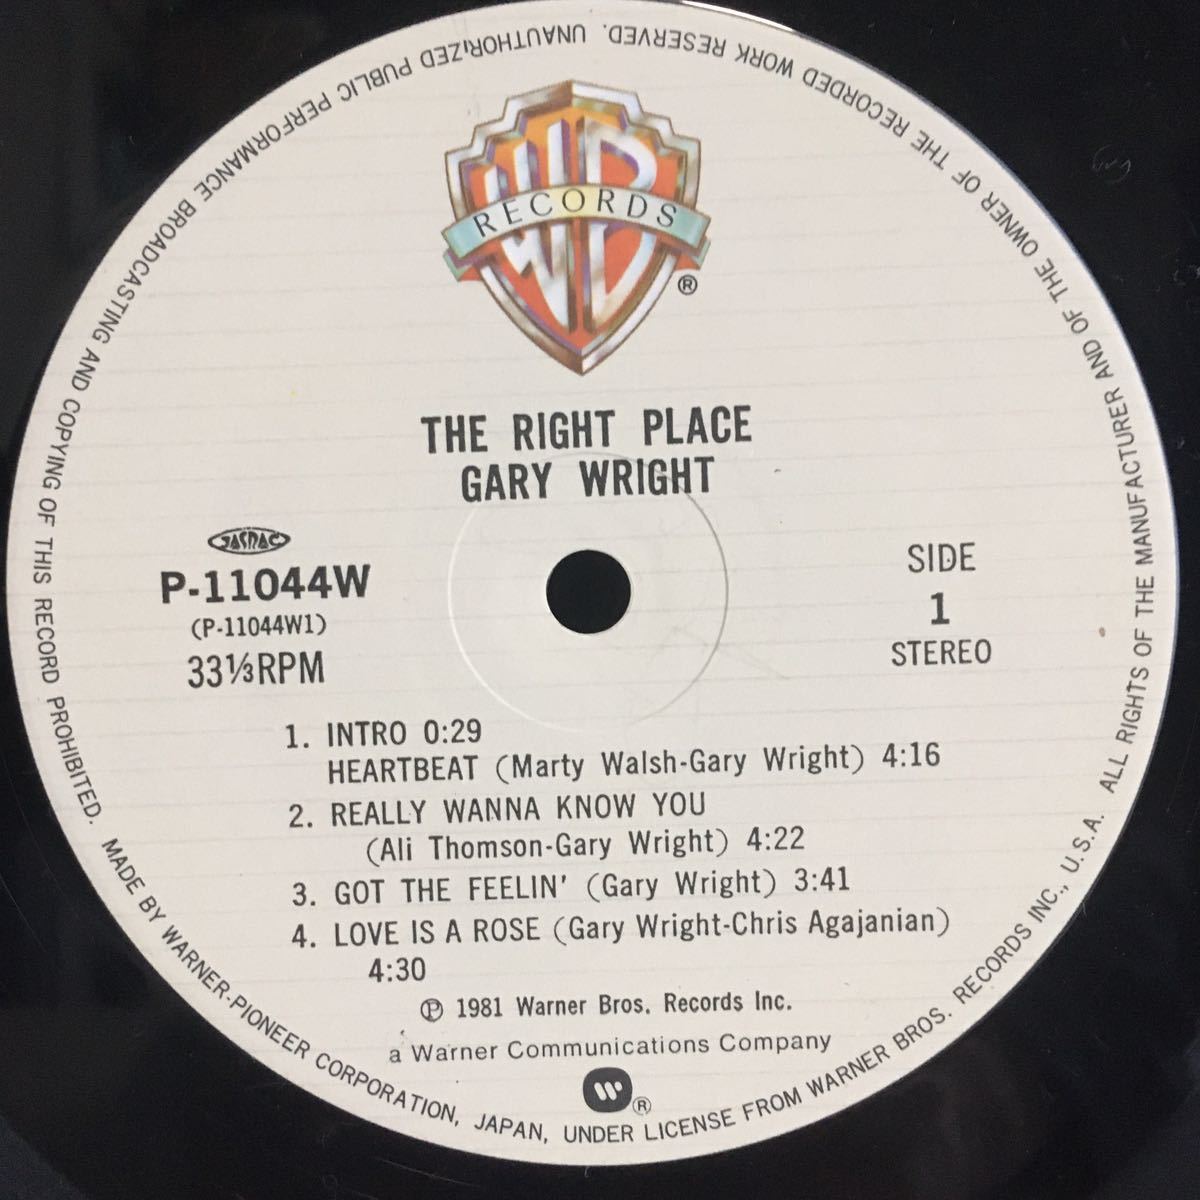 ALL RIGHTS OF THE MANUFACTURER AND OF THE OWNER OF THE RECORDED WORK RESERVED. UNAUTHORIZED PUBLIC PERFORMANCE BROADCASTING AND COPYING OF THIS RECORD PROHIBITED.
WB
RECORDS
®
THE RIGHT PLACE
GARY WRIGHT
JASRAC
P-11044W
(P-11044W1)
33⅓RPM
SIDE
1
STEREO
1. INTRO 0:29
HEARTBEAT (Marty Walsh-Gary Wright) 4:16
2. REALLY WANNA KNOW YOU
(Ali Thomson-Gary Wright) 4:22
3. GOT THE FEELIN' (Gary Wright) 3:41
4. LOVE IS A ROSE (Gary Wright-Chris Agajanian)
4:30
℗ 1981 Warner Bros. Records Inc.
a Warner Communications Company
W
®
MADE BY WARNER-PIONEER CORPORATION, JAPAN, UNDER LICENSE FROM WARNER BROS. RECORDS INC., U.S.A.